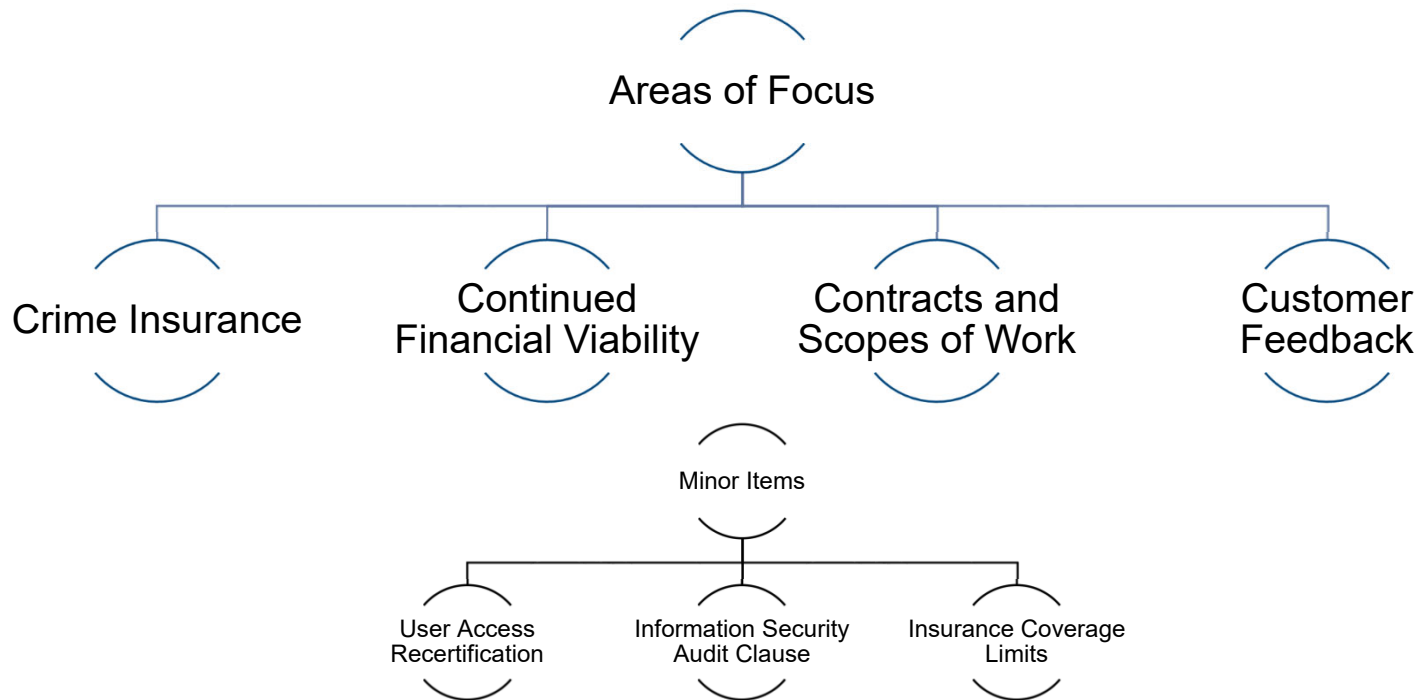 Areas of Focus
Crime Insurance
Continued
Financial Viability
Contracts and
Scopes of Work
Customer
Feedback
Minor Items
User Access
Recertification
Information Security
Audit Clause
Insurance Coverage
Limits